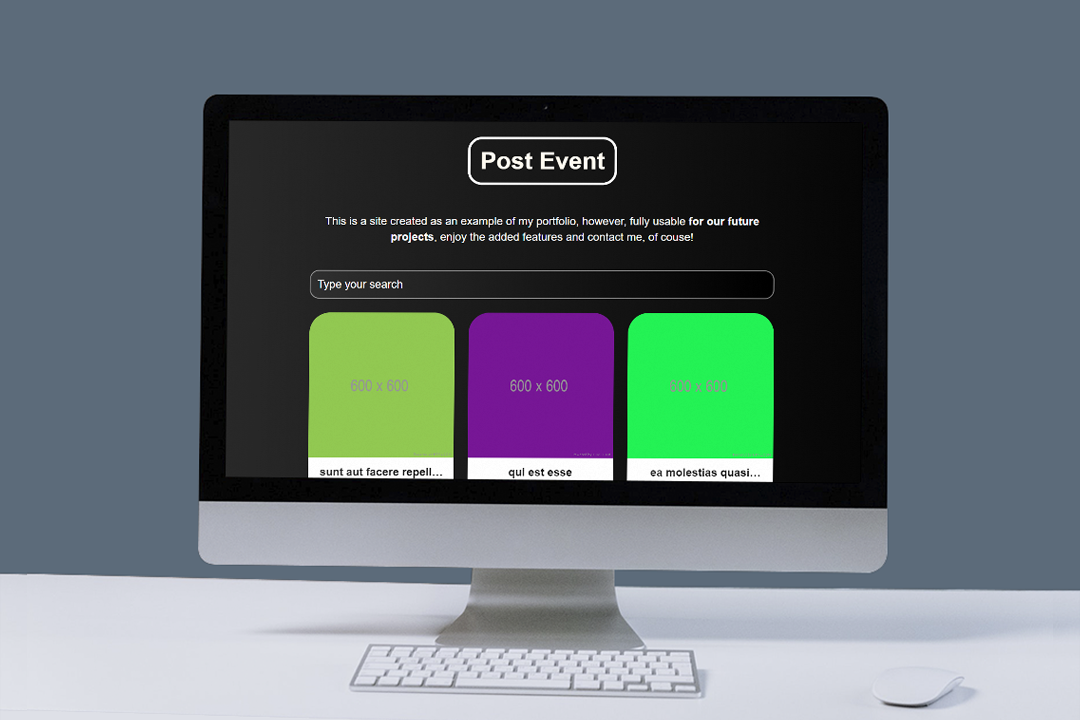 Post Event
This is a site created as an example of my portfolio, however, fully usable for our future
projects, enjoy the added features and contact me, of couse!
Type your search
600 x 600 600 x 600 600 x 600
sunt aut facere repell... qui est esse ea molestias quasi...